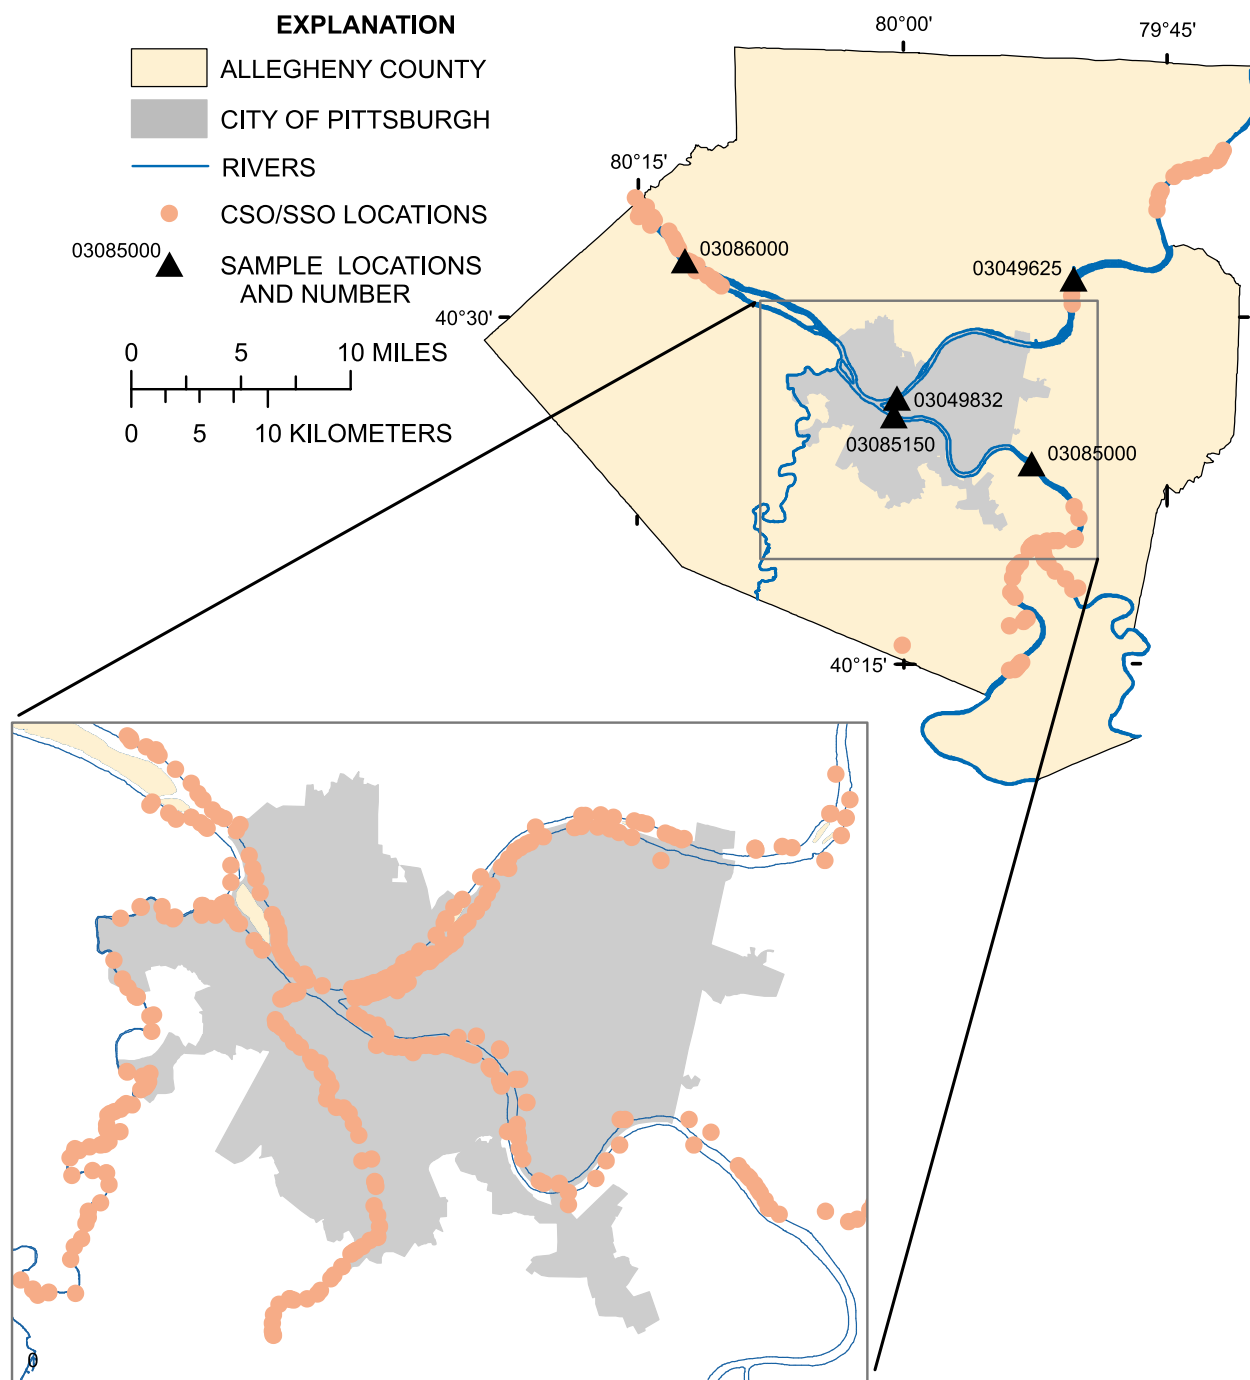 EXPLANATION
ALLEGHENY COUNTY
CITY OF PITTSBURGH
RIVERS
CSO/SSO LOCATIONS
03085000
SAMPLE LOCATIONS
AND NUMBER
0 5 10 MILES
0 5 10 KILOMETERS
80°00'
79°45'
80°15'
03086000
03049625
40°30'
03049832
03085150
03085000
40°15'
0